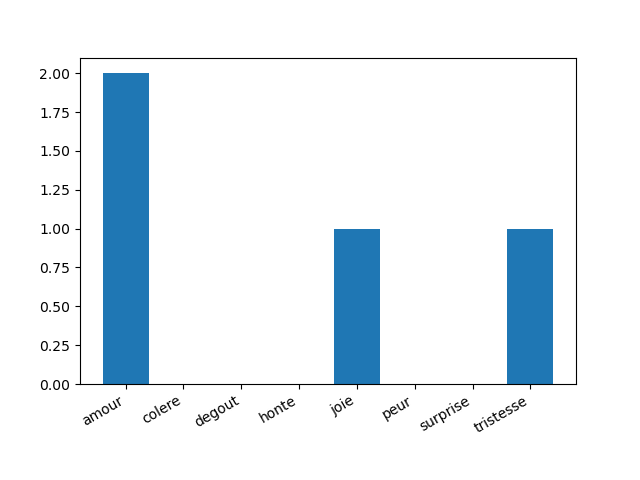 2.00
1.75
1.50
1.25
1.00
0.75
0.50
0.25
0.00
amour
colere
degout
honte
joie
peur
surprise
tristesse